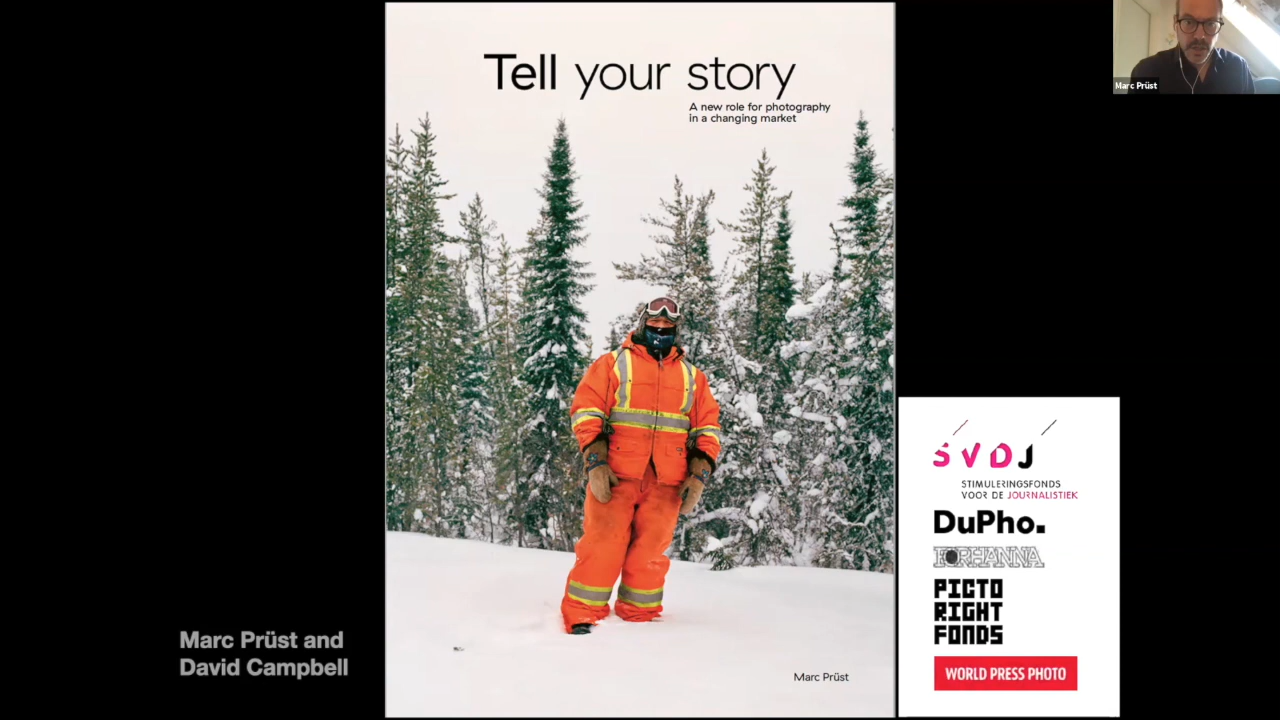 Tell your story
A new role for photography
in a changing market
Marc Prüst
Marc Prüst and
David Campbell
Marc Prüst
SVDJ
STIMULERINGSFONDS
VOOR DE JOURNALISTIEK
DuPho.
FORHANNA
PICTO
RIGHT
FONDS
WORLD PRESS PHOTO